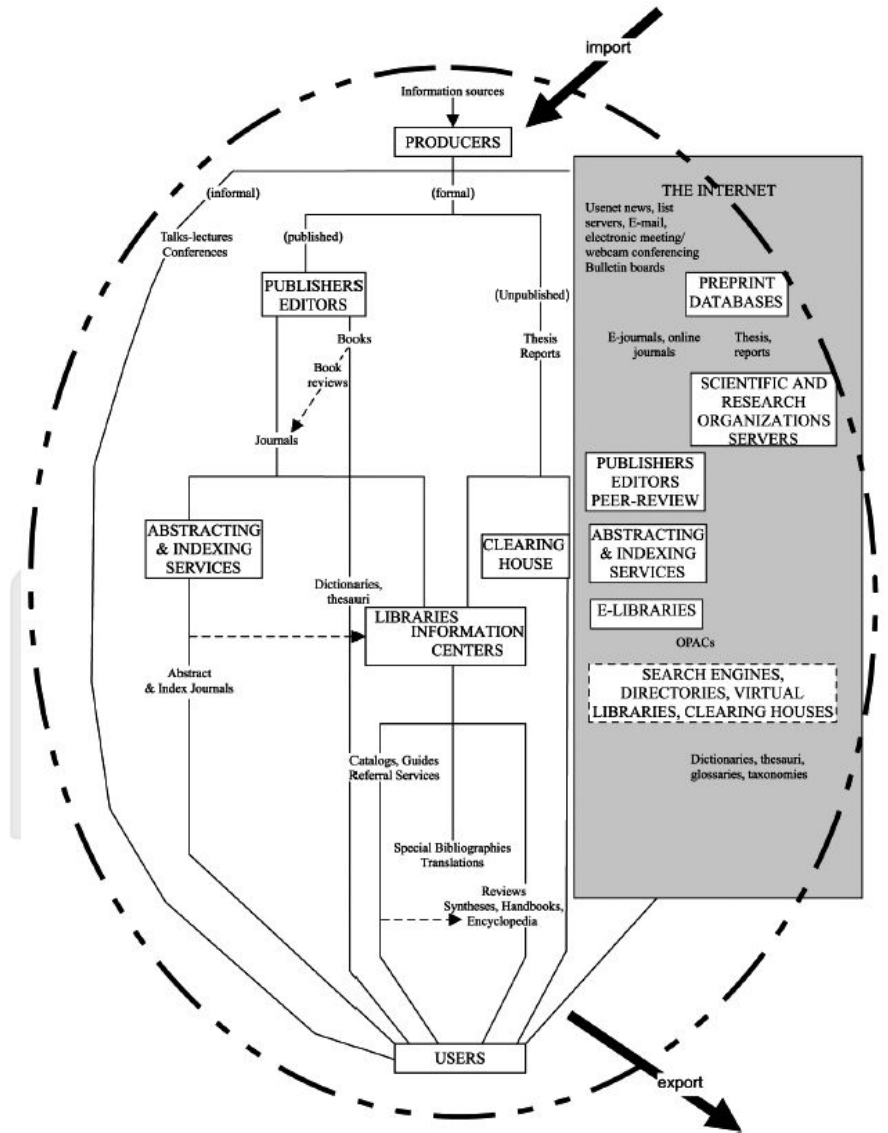 import
Information sources
PRODUCERS
(informal)
(formal)
Talks-lectures
Conferences
(published)
PUBLISHERS
EDITORS
(Unpublished)
Books
Book
reviews
Thesis
Reports
Journals
ABSTRACTING
& INDEXING
SERVICES
CLEARING
HOUSE
Dictionaries,
thesauri
LIBRARIES
INFORMATION
CENTERS
Abstract
& Index Journals
Catalogs, Guides
Referral Services
Special Bibliographies
Translations
Reviews
Syntheses, Handbooks,
Encyclopedia
USERS
THE INTERNET
Usenet news, list
servers, E-mail,
electronic meeting/
webcam conferencing
Bulletin boards
PREPRINT
DATABASES
E-journals, online
journals
Thesis,
reports
SCIENTIFIC AND
RESEARCH
ORGANIZATIONS
SERVERS
PUBLISHERS
EDITORS
PEER-REVIEW
ABSTRACTING
& INDEXING
SERVICES
E-LIBRARIES
OPACs
SEARCH ENGINES,
DIRECTORIES, VIRTUAL
LIBRARIES, CLEARING HOUSES
Dictionaries, thesauri,
glossaries, taxonomies
export